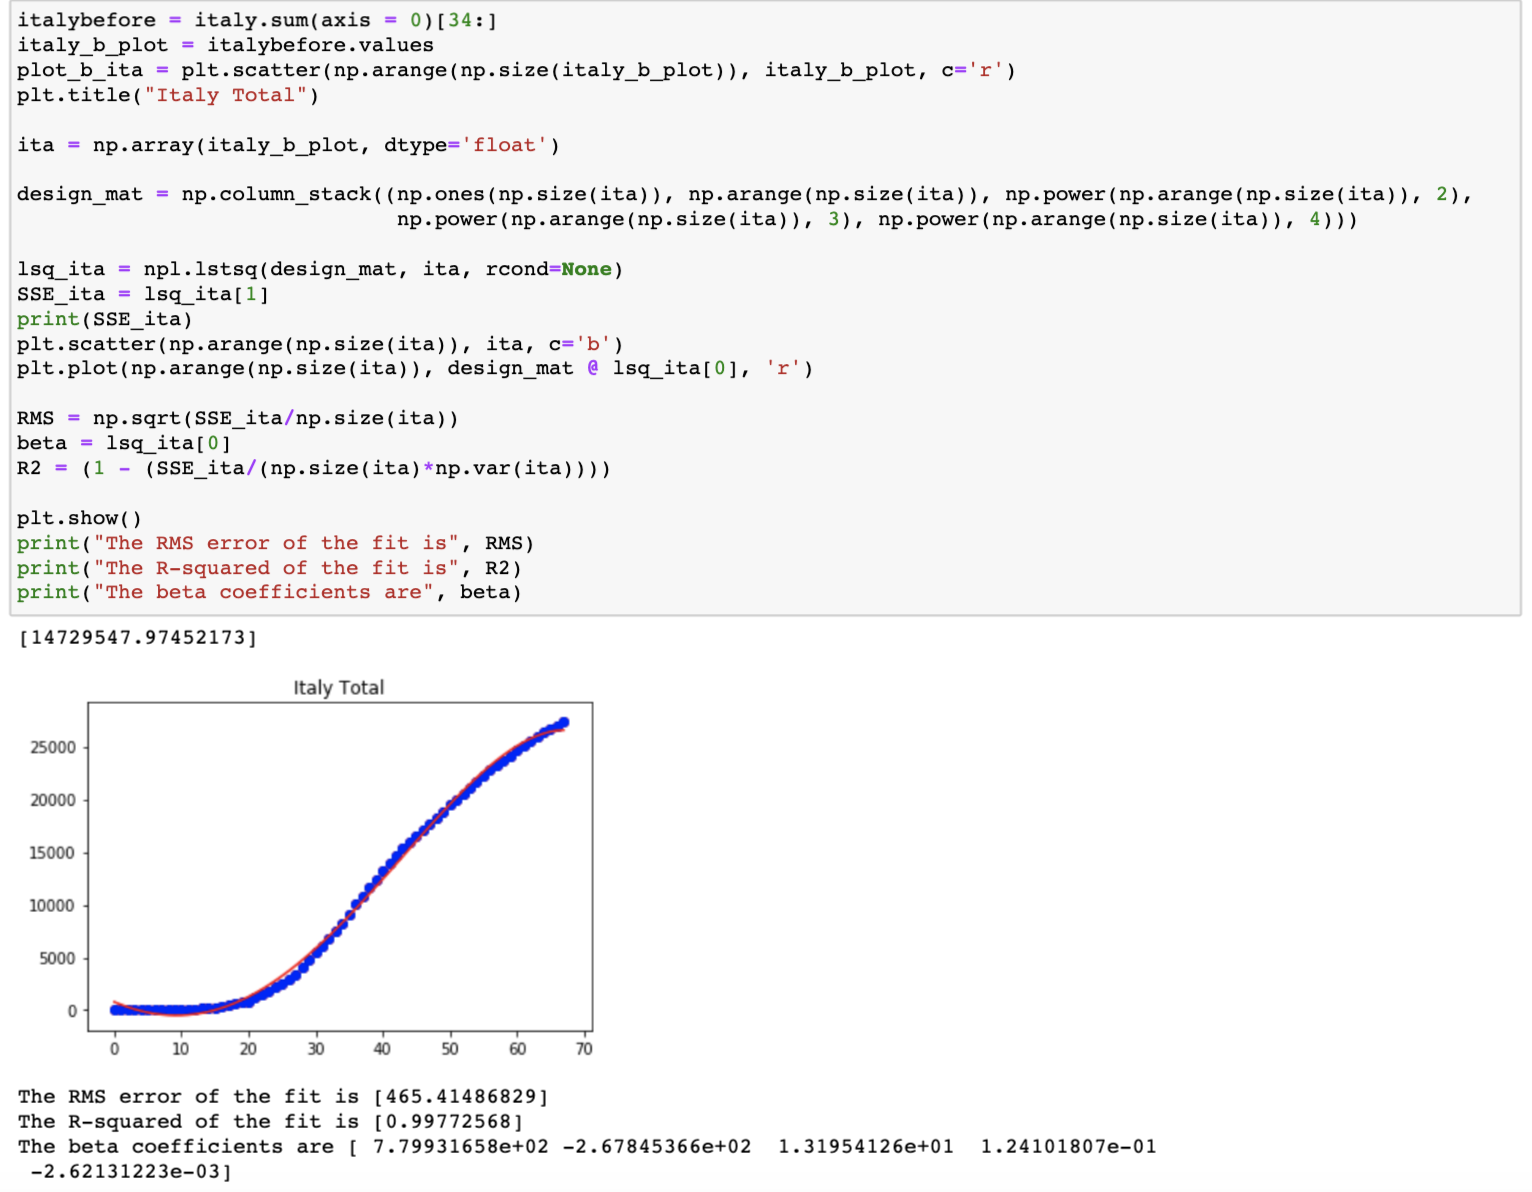 italybefore = italy.sum(axis = 0)[34:]
italy_b_plot = italybefore.values
plot_b_ita = plt.scatter(np.arange(np.size(italy_b_plot)), italy_b_plot, c='r')
plt.title("Italy Total")
ita = np.array(italy_b_plot, dtype='float')
design_mat = np.column_stack((np.ones(np.size(ita)), np.arange(np.size(ita)), np.power(np.arange(np.size(ita)), 2),
np.power(np.arange(np.size(ita)), 3), np.power(np.arange(np.size(ita)), 4)))
lsq_ita = npl.lstsq(design_mat, ita, rcond=None)
SSE_ita = lsq_ita[1]
print(SSE_ita)
plt.scatter(np.arange(np.size(ita)), ita, c='b')
plt.plot(np.arange(np.size(ita)), design_mat @ lsq_ita[0], 'r')
RMS = np.sqrt(SSE_ita/np.size(ita))
beta = lsq_ita[0]
R2 = (1 - (SSE_ita/(np.size(ita)*np.var(ita))))
plt.show()
print("The RMS error of the fit is", RMS)
print("The R-squared of the fit is", R2)
print("The beta coefficients are", beta)
[14729547.97452173]
Italy Total
25000
20000
15000
10000
5000
0
0 10 20 30 40 50 60 70
The RMS error of the fit is [465.41486829]
The R-squared of the fit is [0.99772568]
The beta coefficients are [ 7.79931658e+02 -2.67845366e+02 1.31954126e+01 1.24101807e-01
-2.62131223e-03]